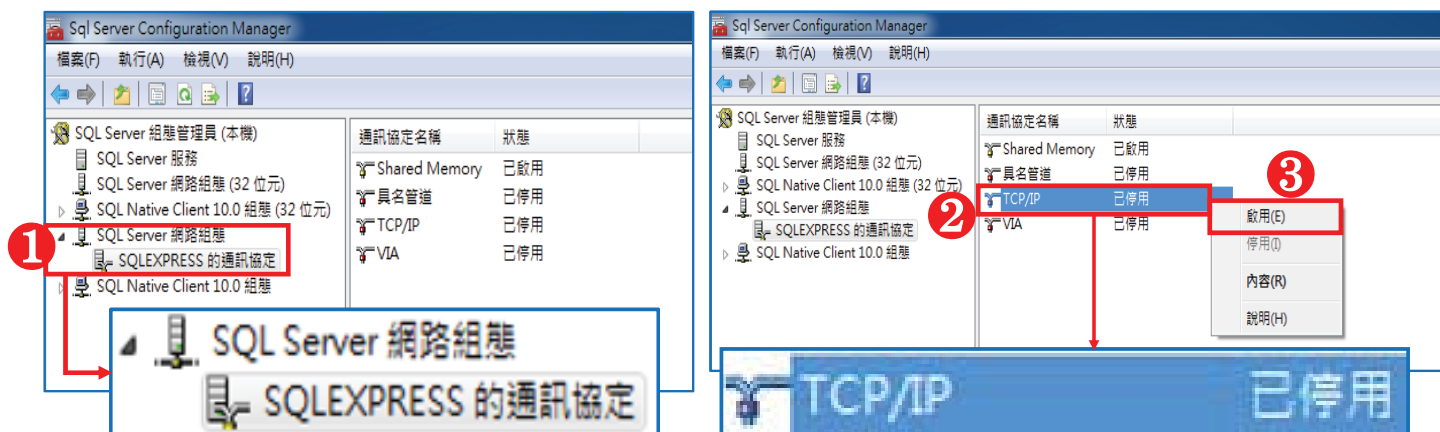 Sql Server Configuration Manager
檔案(F) 執行(A) 檢視(V) 說明(H)
SQL Server 組態管理員 (本機)
SQL Server 服務
SQL Server 網路組態 (32 位元)
SQL Native Client 10.0 組態 (32 位元)
1
SQL Server 網路組態
SQLEXPRESS 的通訊協定
SQL Native Client 10.0 組態
通訊協定名稱 狀態
Shared Memory 已啟用
具名管道 已停用
TCP/IP 已停用
VIA 已停用
SQL Server 網路組態
SQLEXPRESS 的通訊協定
Sql Server Configuration Manager
檔案(F) 執行(A) 檢視(V) 說明(H)
SQL Server 組態管理員 (本機)
SQL Server 服務
SQL Server 網路組態 (32 位元)
SQL Native Client 10.0 組態 (32 位元)
SQL Server 網路組態
SQLEXPRESS 的通訊協定
SQL Native Client 10.0 組態
通訊協定名稱 狀態
Shared Memory 已啟用
具名管道 已停用
2
TCP/IP 已停用
VIA 已停用
3
啟用(E)
停用(I)
內容(R)
說明(H)
TCP/IP 已停用